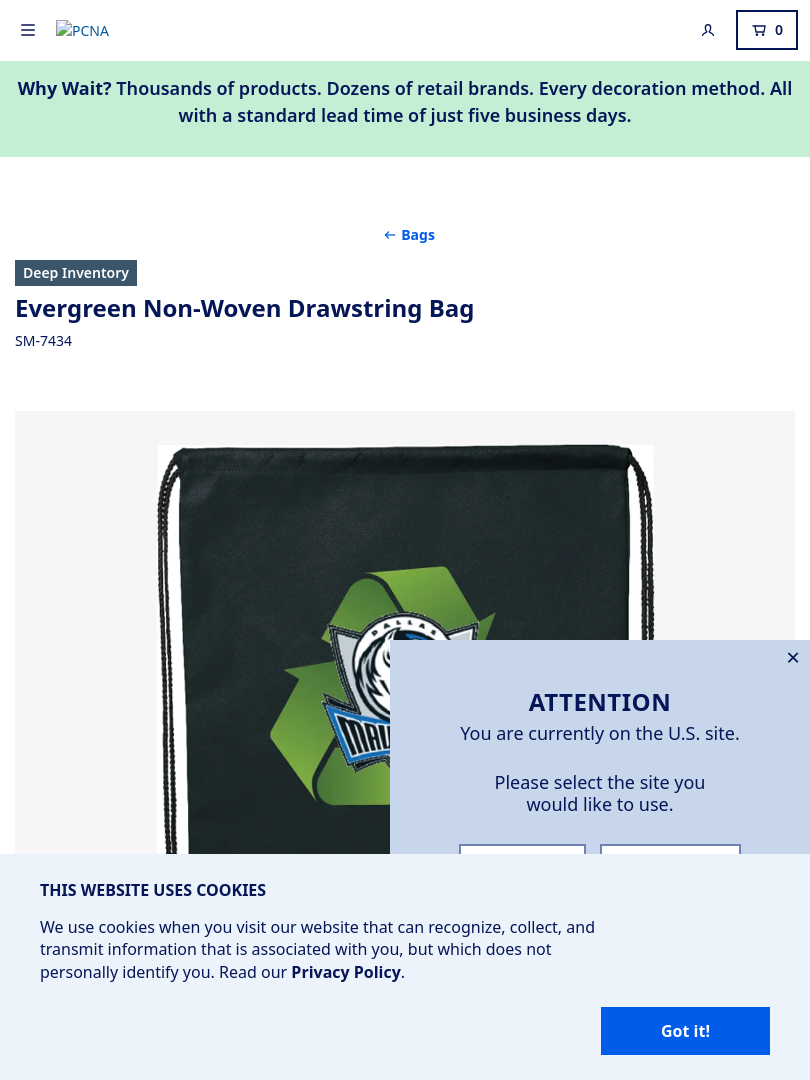 PCNA
0
Why Wait? Thousands of products. Dozens of retail brands. Every decoration method. All
with a standard lead time of just five business days.
Bags
Deep Inventory
Evergreen Non-Woven Drawstring Bag
SM-7434
DALLAS
ATTENTION
You are currently on the U.S. site.
Please select the site you
would like to use.
THIS WEBSITE USES COOKIES
We use cookies when you visit our website that can recognize, collect, and
transmit information that is associated with you, but which does not
personally identify you. Read our Privacy Policy.
Got it!